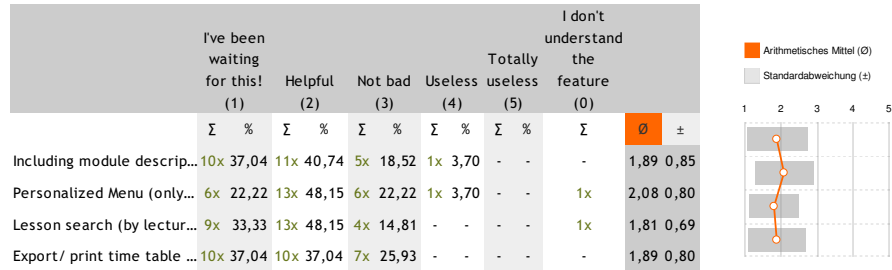 I've been waiting for this! (1) Helpful (2) Not bad (3) Useless (4) Totally useless (5) I don't understand the feature (0)
Σ % Σ % Σ % Σ % Σ % Σ Ø ±
Including module descrip... 10x 37,04 11x 40,74 5x 18,52 1x 3,70 - - - 1,89 0,85
Personalized Menu (only... 6x 22,22 13x 48,15 6x 22,22 1x 3,70 - - 1x 2,08 0,80
Lesson search (by lectur... 9x 33,33 13x 48,15 4x 14,81 - - - - 1x 1,81 0,69
Export/ print time table ... 10x 37,04 10x 37,04 7x 25,93 - - - - - 1,89 0,80
Arithmetisches Mittel (Ø)
Standardabweichung (±)
1 2 3 4 5